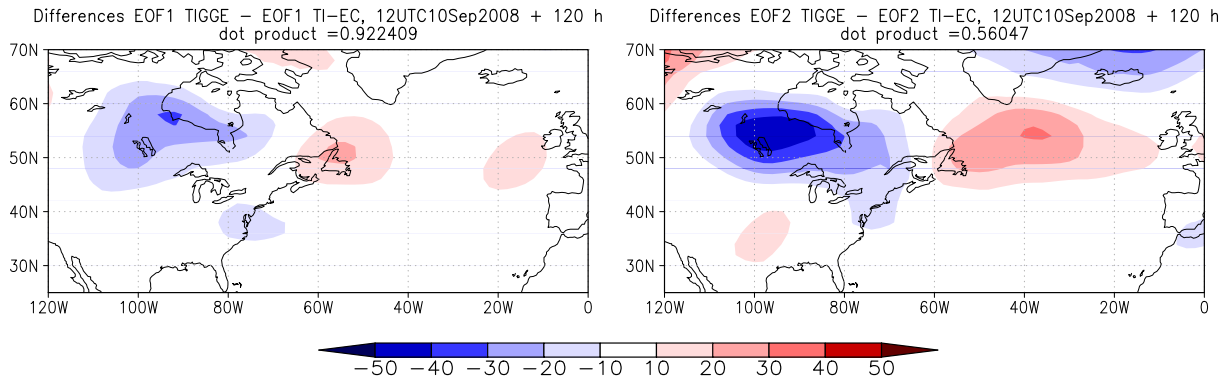 Differences EOF1 TIGGE − EOF1 TI−EC, 12UTC10Sep2008 + 120 h
dot product =0.922409
70N
60N
50N
40N
30N
120W 100W 80W 60W 40W 20W 0
Differences EOF2 TIGGE − EOF2 TI−EC, 12UTC10Sep2008 + 120 h
dot product =0.56047
70N
60N
50N
40N
30N
120W 100W 80W 60W 40W 20W 0
−50 −40 −30 −20 −10 10 20 30 40 50